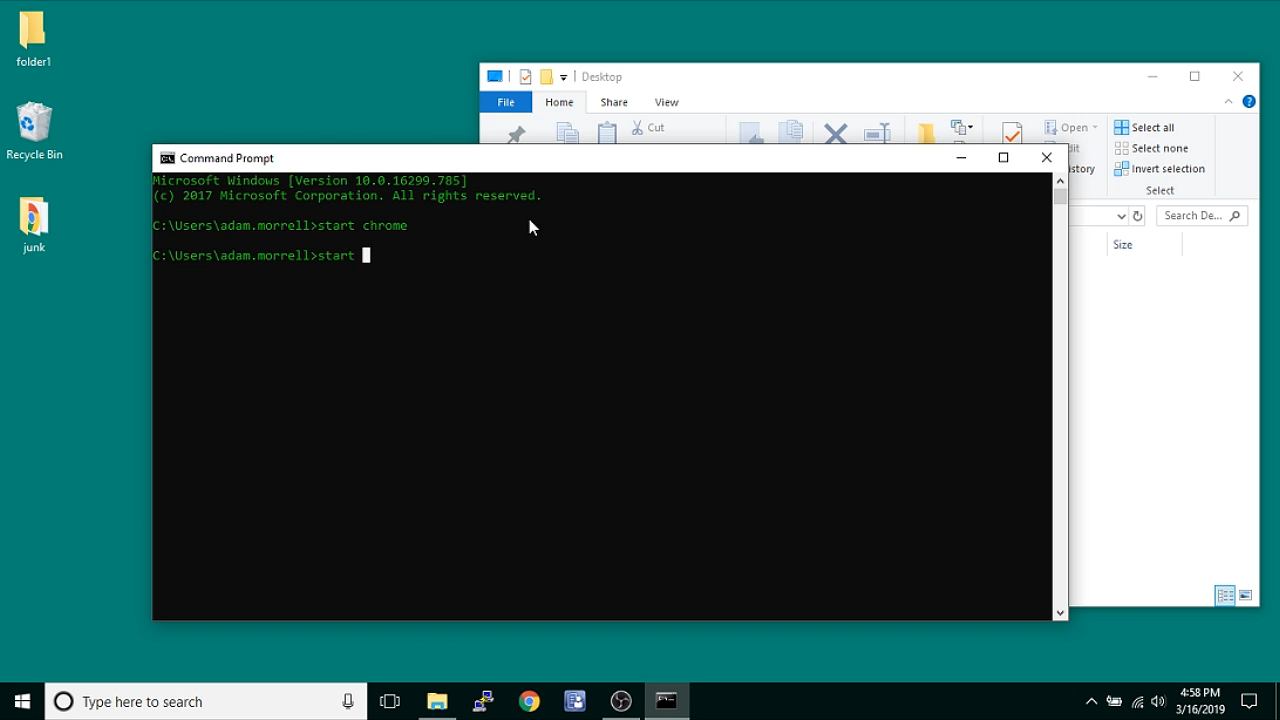 folder1
Recycle Bin
junk
Desktop
File Home Share View
Cut
Open
Select all
Select none
Invert selection
Select
Search De...
Size
Command Prompt
Microsoft Windows [Version 10.0.16299.785]
(c) 2017 Microsoft Corporation. All rights reserved.
C:\Users\adam.morrell>start chrome
C:\Users\adam.morrell>start
Type here to search
4:58 PM
3/16/2019